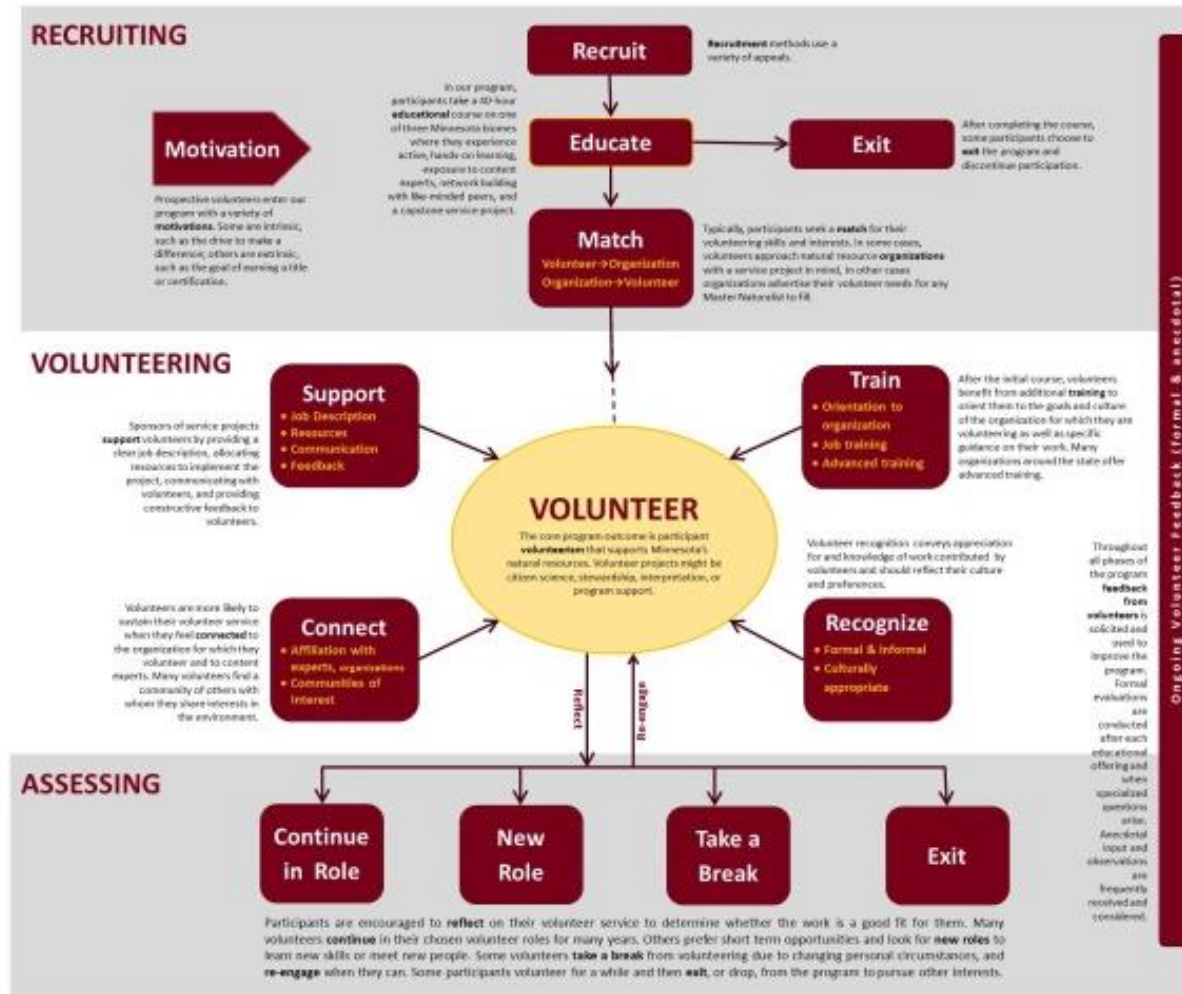 RECRUITING
Recruit
Recruitment methods use a
variety of appeals.
In our program,
participants take a 40-hour
educational course on one
of three Minnesota biomes
where they experience
active, hands-on learning,
exposure to content
experts, network building
with like-minded peers, and
a capstone service project.
Motivation
Prospective volunteers enter our
program with a variety of
motivations. Some are intrinsic,
such as the drive to make a
difference; others are extrinsic,
such as the goal of earning a title
or certification.
Educate
Exit
After completing the course,
some participants choose to
exit the program and
discontinue participation.
Match
Volunteer→Organization
Organization→Volunteer
Typically, participants seek a match for their
volunteering skills and interests. In some cases,
volunteers approach natural resource organizations
with a service project in mind, in other cases
organizations advertise their volunteer needs for any
Master Naturalist to fill.
VOLUNTEERING
Support
• Job Description
• Resources
• Communication
• Feedback
Sponsors of service projects
support volunteers by providing a
clear job description, allocating
resources to implement the
project, communicating with
volunteers, and providing
constructive feedback to
volunteers.
Train
• Orientation to
organization
• Job training
• Advanced training
After the initial course, volunteers
benefit from additional training to
orient them to the goals and culture
of the organization for which they are
volunteering as well as specific
guidance on their work. Many
organizations around the state offer
advanced training.
VOLUNTEER
The core program outcome is participant
volunteerism that supports Minnesota's
natural resources. Volunteer projects might be
citizen science, stewardship, interpretation, or
program support.
Volunteers are more likely to
sustain their volunteer service
when they feel connected to
the organization for which they
volunteer and to content
experts. Many volunteers find a
community of others with
whom they share interests in
the environment.
Connect
• Affiliation with
experts, organizations
• Communities of
Interest
Volunteer recognition conveys appreciation
for and knowledge of work contributed by
volunteers and should reflect their culture
and preferences.
Recognize
• Formal & Informal
• Culturally
appropriate
Reflect
Re-engage
Throughout
all phases of
the program
feedback
from
volunteers is
solicited and
used to
improve the
program.
Formal
evaluations
are
conducted
after each
educational
offering and
when
specialized
questions
arise.
Anecdotal
input and
observations
are
frequently
received and
considered.
Ongoing Volunteer Feedback (formal & anecdotal)
ASSESSING
Continue
in Role
New
Role
Take a
Break
Exit
Participants are encouraged to reflect on their volunteer service to determine whether the work is a good fit for them. Many
volunteers continue in their chosen volunteer roles for many years. Others prefer short term opportunities and look for new roles to
learn new skills or meet new people. Some volunteers take a break from volunteering due to changing personal circumstances, and
re-engage when they can. Some participants volunteer for a while and then exit, or drop, from the program to pursue other interests.